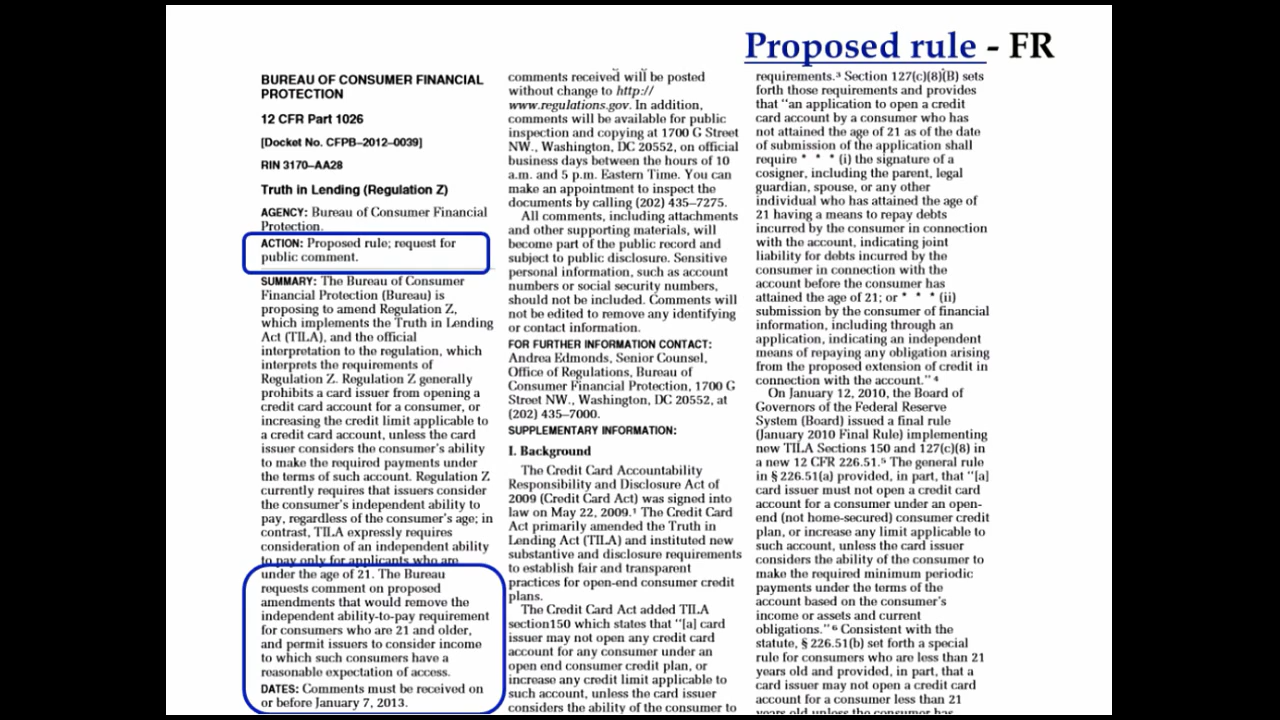 Proposed rule - FR
BUREAU OF CONSUMER FINANCIAL
PROTECTION
12 CFR Part 1026
[Docket No. CFPB–2012–0039]
RIN 3170–AA28
Truth in Lending (Regulation Z)
AGENCY: Bureau of Consumer Financial
Protection.
ACTION: Proposed rule; request for
public comment.
SUMMARY: The Bureau of Consumer
Financial Protection (Bureau) is
proposing to amend Regulation Z,
which implements the Truth in Lending
Act (TILA), and the official
interpretation to the regulation, which
interprets the requirements of
Regulation Z. Regulation Z generally
prohibits a card issuer from opening a
credit card account for a consumer, or
increasing the credit limit applicable to
a credit card account, unless the card
issuer considers the consumer's ability
to make the required payments under
the terms of such account. Regulation Z
currently requires that issuers consider
the consumer's independent ability to
pay, regardless of the consumer's age; in
contrast, TILA expressly requires
consideration of an independent ability
to pay only for applicants who are
under the age of 21. The Bureau
requests comment on proposed
amendments that would remove the
independent ability-to-pay requirement
for consumers who are 21 and older,
and permit issuers to consider income
to which such consumers have a
reasonable expectation of access.
DATES: Comments must be received on
or before January 7, 2013.
comments received will be posted
without change to http://
www.regulations.gov. In addition,
comments will be available for public
inspection and copying at 1700 G Street
NW., Washington, DC 20552, on official
business days between the hours of 10
a.m. and 5 p.m. Eastern Time. You can
make an appointment to inspect the
documents by calling (202) 435–7275.
All comments, including attachments
and other supporting materials, will
become part of the public record and
subject to public disclosure. Sensitive
personal information, such as account
numbers or social security numbers,
should not be included. Comments will
not be edited to remove any identifying
or contact information.
FOR FURTHER INFORMATION CONTACT:
Andrea Edmonds, Senior Counsel,
Office of Regulations, Bureau of
Consumer Financial Protection, 1700 G
Street NW., Washington, DC 20552, at
(202) 435–7000.
SUPPLEMENTARY INFORMATION:
I. Background
The Credit Card Accountability
Responsibility and Disclosure Act of
2009 (Credit Card Act) was signed into
law on May 22, 2009.¹ The Credit Card
Act primarily amended the Truth in
Lending Act (TILA) and instituted new
substantive and disclosure requirements
to establish fair and transparent
practices for open-end consumer credit
plans.
The Credit Card Act added TILA
section150 which states that "[a] card
issuer may not open any credit card
account for any consumer under an
open end consumer credit plan, or
increase any credit limit applicable to
such account, unless the card issuer
considers the ability of the consumer to
requirements.³ Section 127(c)(8)(B) sets
forth those requirements and provides
that "an application to open a credit
card account by a consumer who has
not attained the age of 21 as of the date
of submission of the application shall
require * * * (i) the signature of a
cosigner, including the parent, legal
guardian, spouse, or any other
individual who has attained the age of
21 having a means to repay debts
incurred by the consumer in connection
with the account, indicating joint
liability for debts incurred by the
consumer in connection with the
account before the consumer has
attained the age of 21; or * * * (ii)
submission by the consumer of financial
information, including through an
application, indicating an independent
means of repaying any obligation arising
from the proposed extension of credit in
connection with the account." ⁴
On January 12, 2010, the Board of
Governors of the Federal Reserve
System (Board) issued a final rule
(January 2010 Final Rule) implementing
new TILA Sections 150 and 127(c)(8) in
a new 12 CFR 226.51.⁵ The general rule
in § 226.51(a) provided, in part, that "[a]
card issuer must not open a credit card
account for a consumer under an open-
end (not home-secured) consumer credit
plan, or increase any limit applicable to
such account, unless the card issuer
considers the ability of the consumer to
make the required minimum periodic
payments under the terms of the
account based on the consumer's
income or assets and current
obligations." ⁶ Consistent with the
statute, § 226.51(b) set forth a special
rule for consumers who are less than 21
years old and provided, in part, that a
card issuer may not open a credit card
account for a consumer less than 21
years old unless the consumer has